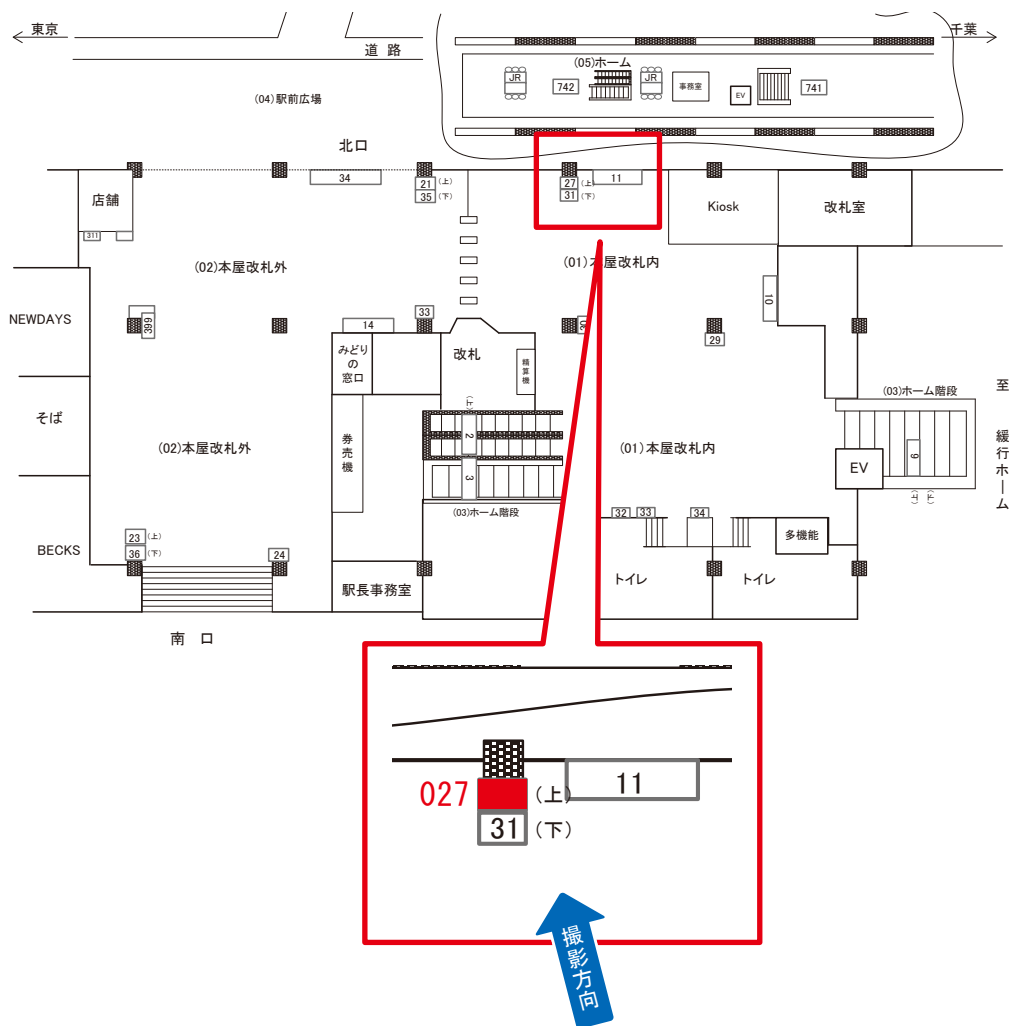 東京
千葉
道 路
(05)ホーム
JR
JR
742
事務室
EV
741
(04)駅前広場
北口
34
21
(上)
35
(下)
27
(上)
31
(下)
11
店舗
311
Kiosk
改札室
(02)本屋改札外
(01)本屋改札内
10
NEWDAYS
399
14
33
30
29
みどり
の
窓口
改札
精算機
(03)ホーム階段
至 緩行ホーム
そば
券売機
(上)
2
3
(02)本屋改札外
(01)本屋改札内
EV
9
(上)
(下)
(03)ホーム階段
32
33
34
多機能
BECKS
23
(上)
36
(下)
24
駅長事務室
トイレ
トイレ
南 口
027
(上)
11
31
(下)
撮影方向